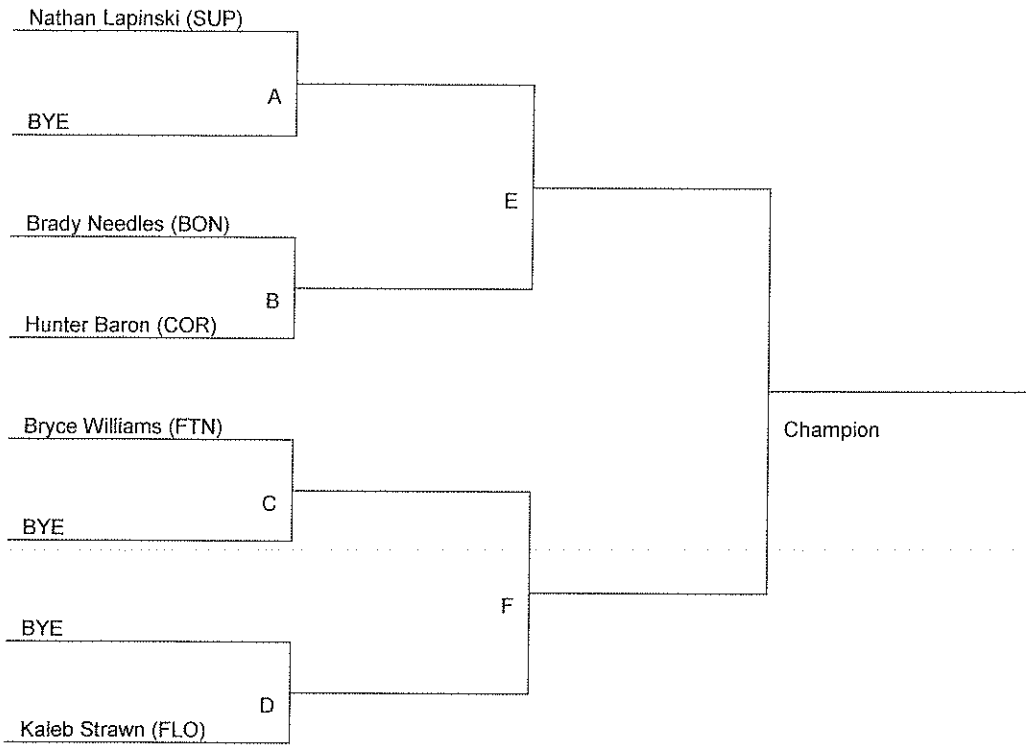 Nathan Lapinski (SUP)
A
BYE
E
Brady Needles (BON)
B
Hunter Baron (COR)
Bryce Williams (FTN)
Champion
C
BYE
F
BYE
D
Kaleb Strawn (FLO)